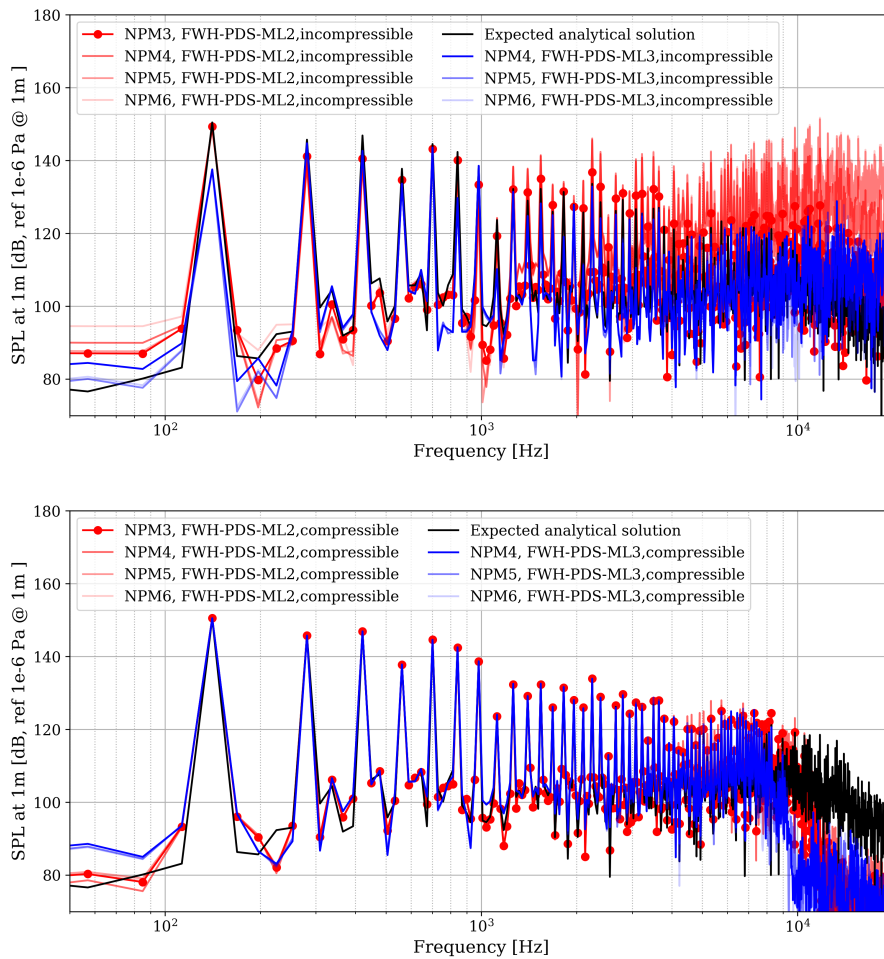 180
160
140
120
100
80
SPL at 1m [dB, ref 1e-6 Pa @ 1m ]
NPM3, FWH-PDS-ML2,incompressible
NPM4, FWH-PDS-ML2,incompressible
NPM5, FWH-PDS-ML2,incompressible
NPM6, FWH-PDS-ML2,incompressible
Expected analytical solution
NPM4, FWH-PDS-ML3,incompressible
NPM5, FWH-PDS-ML3,incompressible
NPM6, FWH-PDS-ML3,incompressible
10²
10³
10⁴
Frequency [Hz]
180
160
140
120
100
80
SPL at 1m [dB, ref 1e-6 Pa @ 1m ]
NPM3, FWH-PDS-ML2,compressible
NPM4, FWH-PDS-ML2,compressible
NPM5, FWH-PDS-ML2,compressible
NPM6, FWH-PDS-ML2,compressible
Expected analytical solution
NPM4, FWH-PDS-ML3,compressible
NPM5, FWH-PDS-ML3,compressible
NPM6, FWH-PDS-ML3,compressible
10²
10³
10⁴
Frequency [Hz]